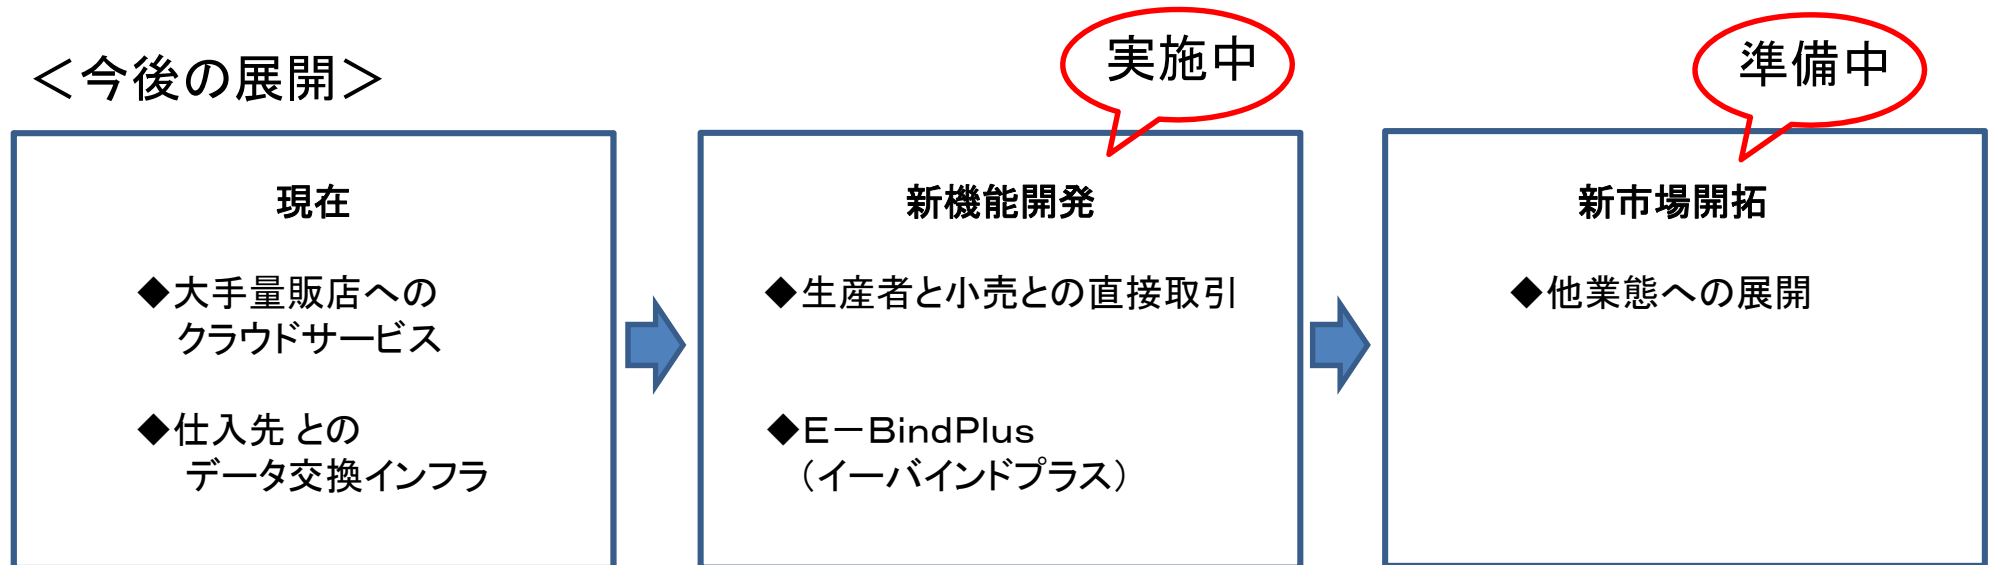 ＜今後の展開＞
実施中
準備中
現在
◆大手量販店への
クラウドサービス
◆仕入先 との
データ交換インフラ
新機能開発
◆生産者と小売との直接取引
◆E－BindPlus
（イーバインドプラス）
新市場開拓
◆他業態への展開